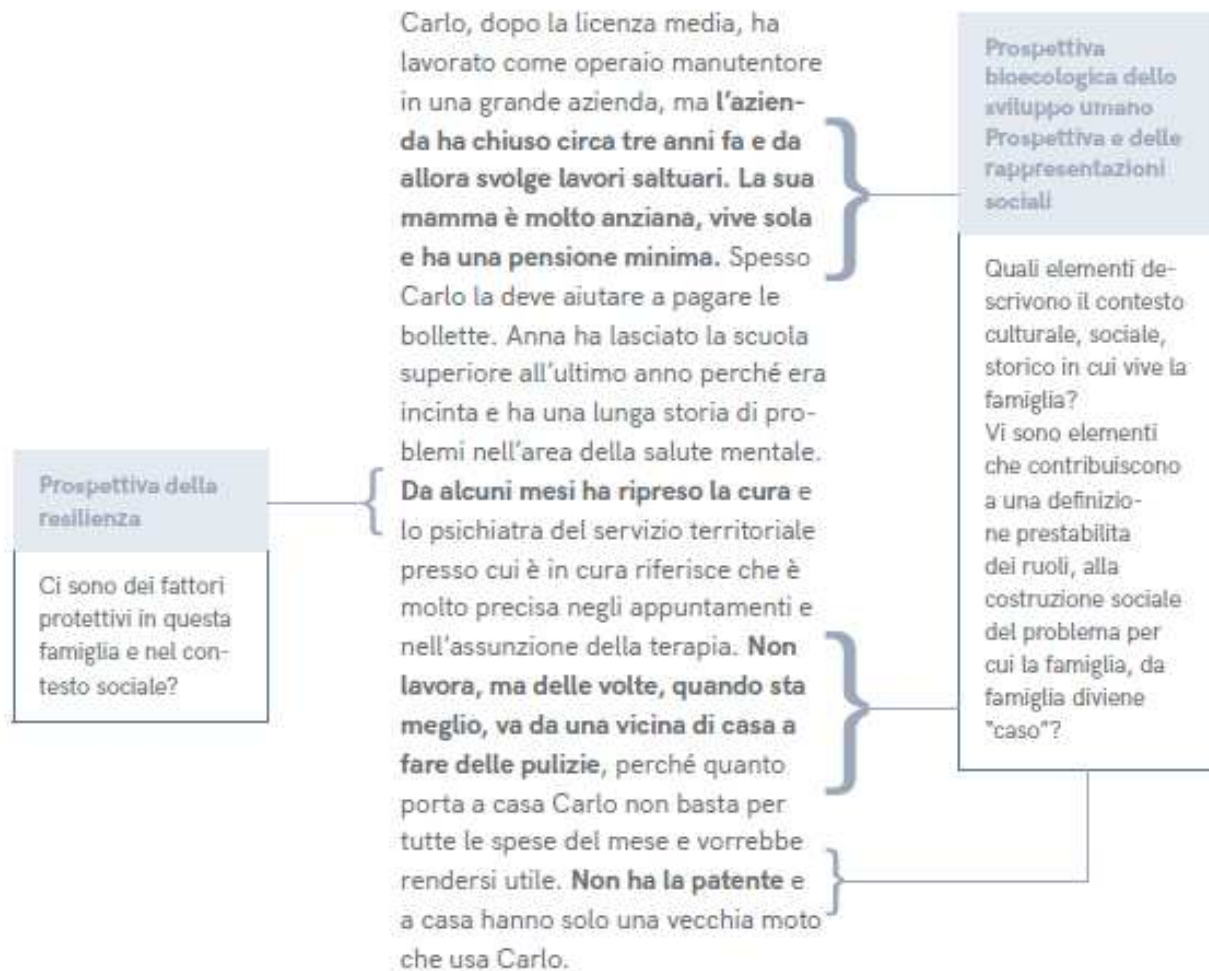 Carlo, dopo la licenza media, ha
lavorato come operaio manutentore
in una grande azienda, ma l'azien-
da ha chiuso circa tre anni fa e da
allora svolge lavori saltuari. La sua
mamma è molto anziana, vive sola
e ha una pensione minima. Spesso
Carlo la deve aiutare a pagare le
bollette. Anna ha lasciato la scuola
superiore all'ultimo anno perché era
incinta e ha una lunga storia di pro-
blemi nell'area della salute mentale.
Da alcuni mesi ha ripreso la cura e
lo psichiatra del servizio territoriale
presso cui è in cura riferisce che è
molto precisa negli appuntamenti e
nell'assunzione della terapia. Non
lavora, ma delle volte, quando sta
meglio, va da una vicina di casa a
fare delle pulizie, perché quanto
porta a casa Carlo non basta per
tutte le spese del mese e vorrebbe
rendersi utile. Non ha la patente e
a casa hanno solo una vecchia moto
che usa Carlo.
Prospettiva della
resilienza
Ci sono dei fattori
protettivi in questa
famiglia e nel con-
testo sociale?
Prospettiva
bioecologica dello
sviluppo umano
Prospettiva e delle
rappresentazioni
sociali
Quali elementi de-
scrivono il contesto
culturale, sociale,
storico in cui vive la
famiglia?
Vi sono elementi
che contribuiscono
a una definizio-
ne prestabilita
dei ruoli, alla
costruzione sociale
del problema per
cui la famiglia, da
famiglia diviene
"caso"?